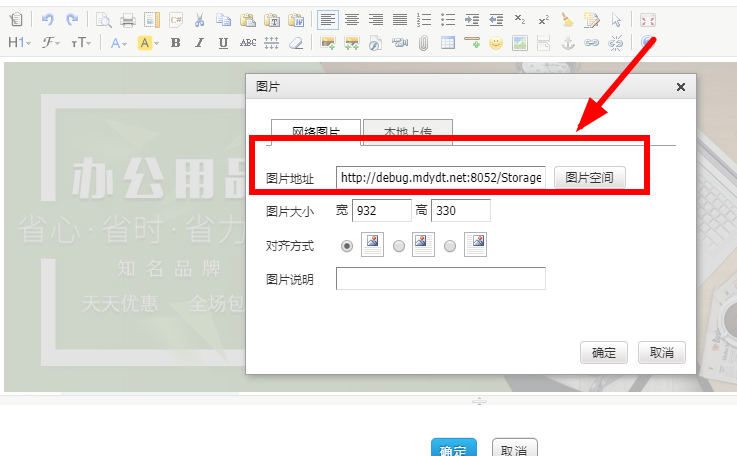 H1 𝓕 тT A A B I U ABC
图片
网络图片 本地上传
图片地址 http://debug.mdydt.net:8052/Storage 图片空间
图片大小 宽 932 高 330
对齐方式
图片说明
确定 取消
办公用品
省心·省时·省力
知名品牌
天天优惠 全场包
确定 取消